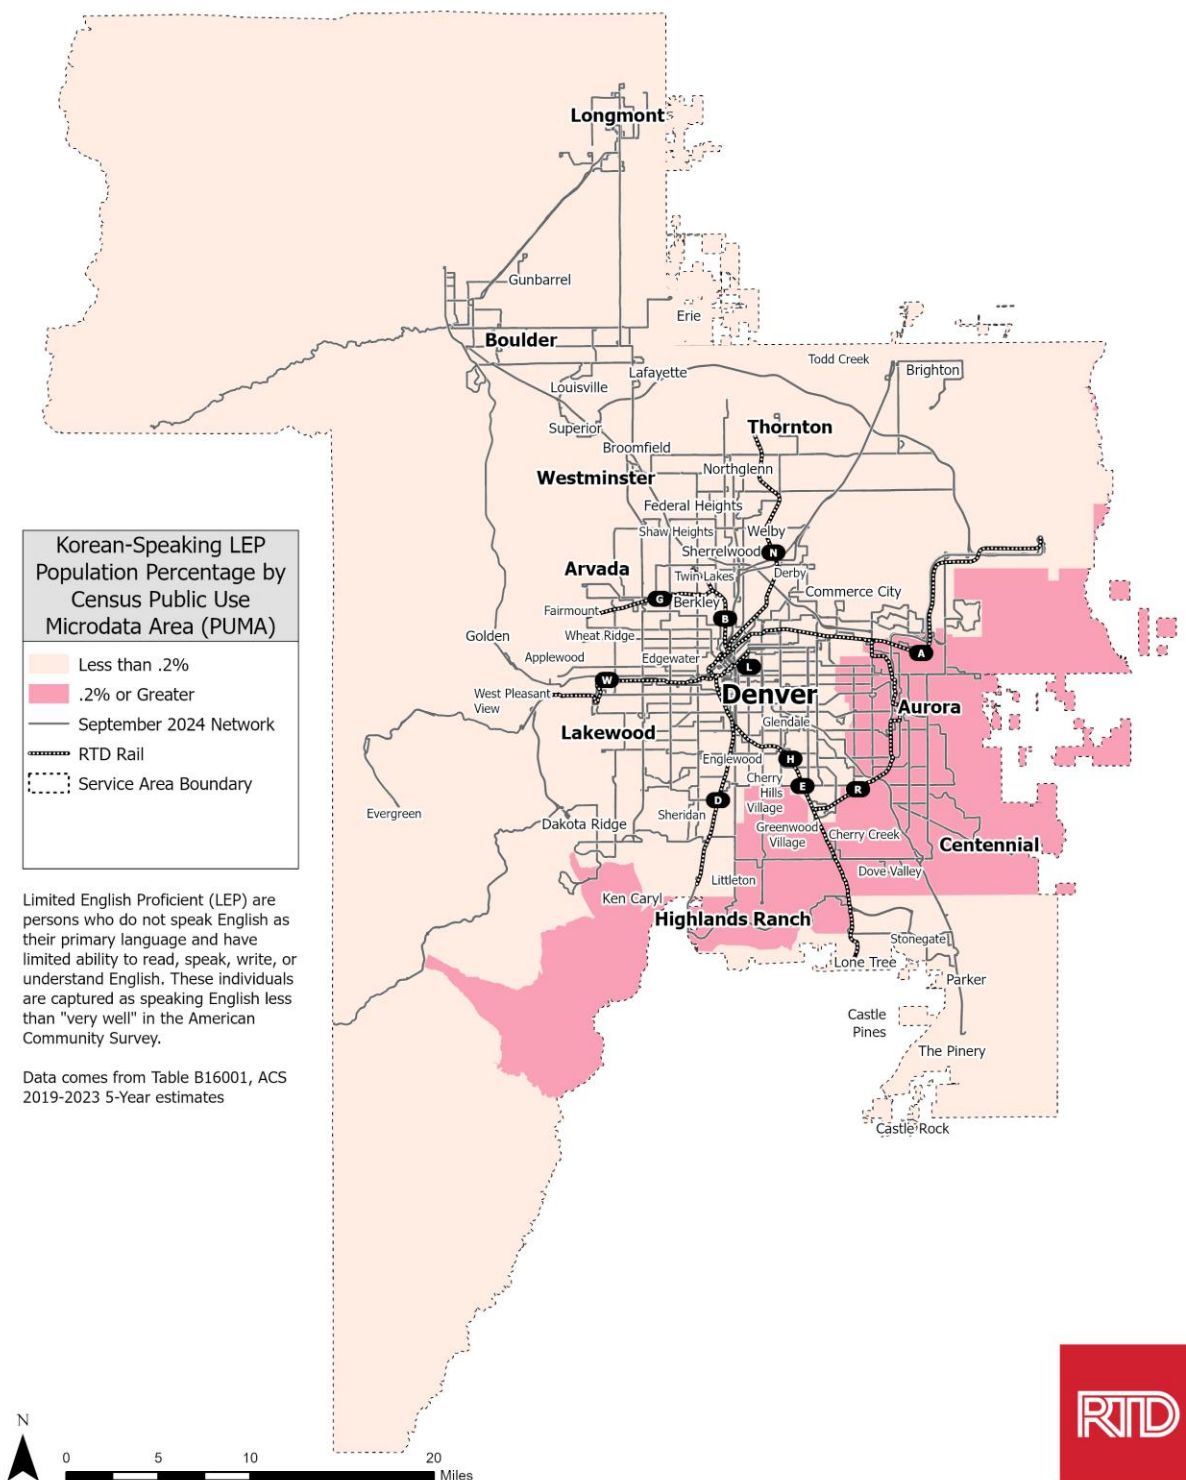 Longmont
Gunbarrel
Erie
Boulder
Todd Creek
Brighton
Lafayette
Louisville
Superior
Thornton
Broomfield
Northglenn
Westminster
Federal Heights
Shaw Heights
Welby
Sherrelwood
N
Arvada
Twin Lakes
Derby
Commerce City
G
Berkley
Fairmount
B
Golden
Wheat Ridge
Applewood
Edgewater
A
L
W
West Pleasant
View
Denver
Aurora
Glendale
Lakewood
Englewood
H
Cherry
Hills
Village
E
R
D
Evergreen
Sheridan
Dakota Ridge
Greenwood
Village
Cherry Creek
Centennial
Dove Valley
Littleton
Ken Caryl
Highlands Ranch
Stonegate
Lone Tree
Parker
Castle
Pines
The Pinery
Castle Rock
Korean-Speaking LEP
Population Percentage by
Census Public Use
Microdata Area (PUMA)
Less than .2%
.2% or Greater
September 2024 Network
RTD Rail
Service Area Boundary
Limited English Proficient (LEP) are
persons who do not speak English as
their primary language and have
limited ability to read, speak, write, or
understand English. These individuals
are captured as speaking English less
than "very well" in the American
Community Survey.
Data comes from Table B16001, ACS
2019-2023 5-Year estimates
N
0 5 10 20
Miles
RTD